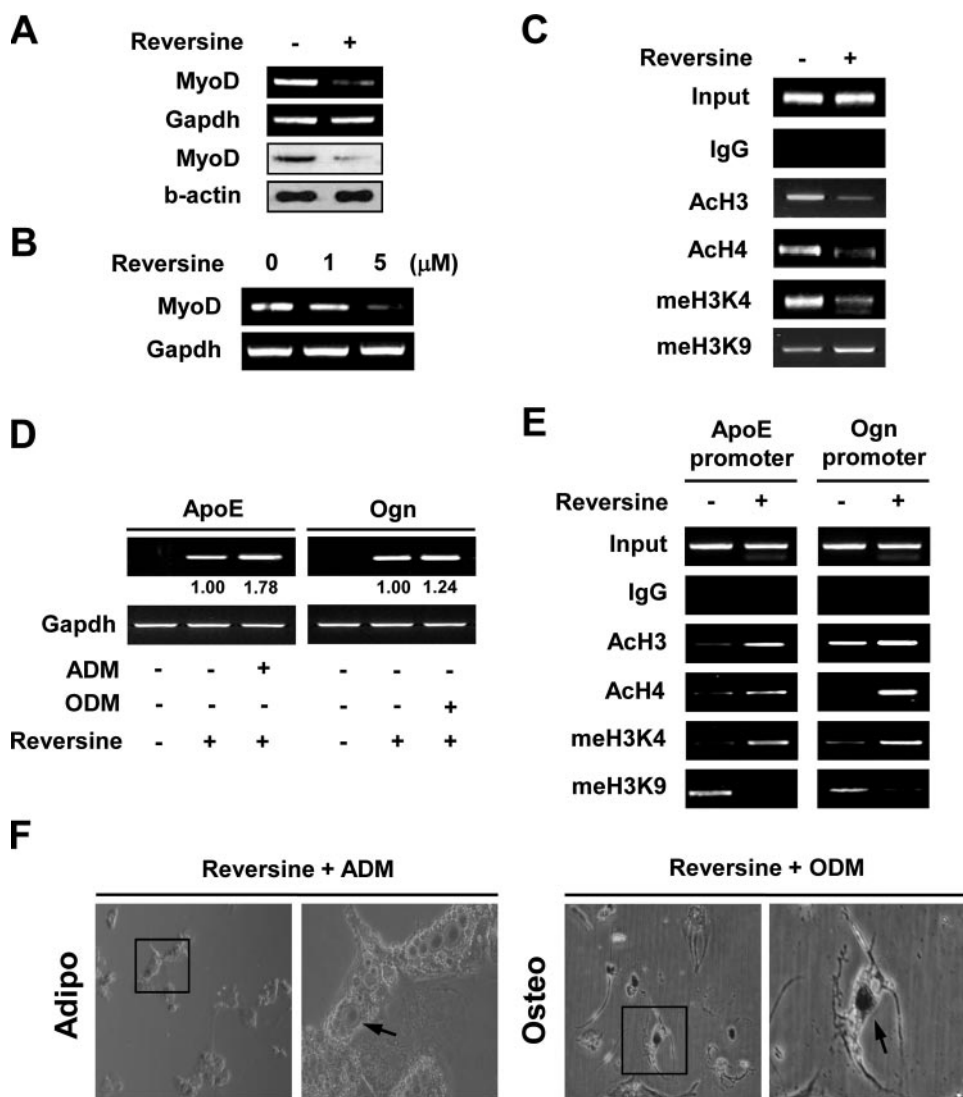 A
Reversine - +
MyoD
Gapdh
MyoD
b-actin
B
Reversine 0 1 5 (μM)
MyoD
Gapdh
C
Reversine - +
Input
IgG
AcH3
AcH4
meH3K4
meH3K9
D
ApoE Ogn
1.00 1.78 1.00 1.24
Gapdh
ADM - - + - - -
ODM - - - - - +
Reversine - + + - + +
E
ApoE promoter
Ogn promoter
Reversine - + - +
Input
IgG
AcH3
AcH4
meH3K4
meH3K9
F
Reversine + ADM
Adipo
Reversine + ODM
Osteo